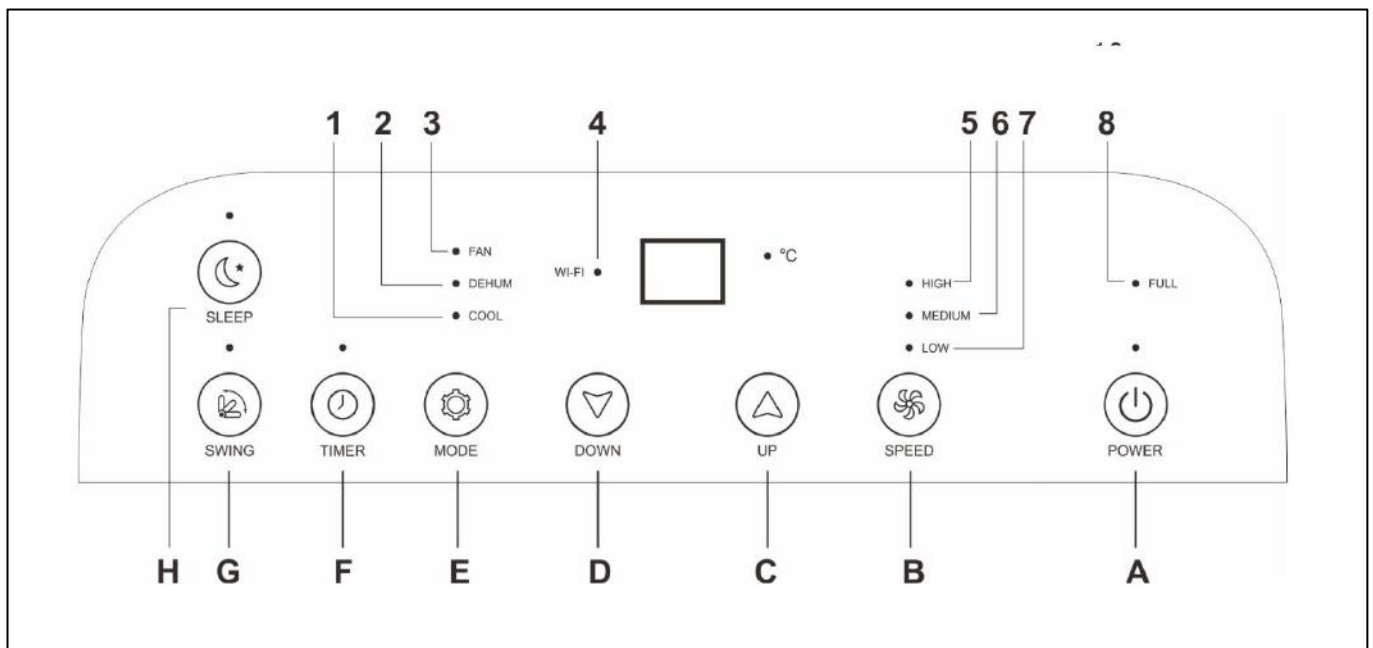 1 2 3 4 5 6 7 8
FAN
WI-FI °C
DEHUM HIGH FULL
SLEEP COOL MEDIUM
LOW
SWING TIMER MODE DOWN UP SPEED POWER
H G F E D C B A